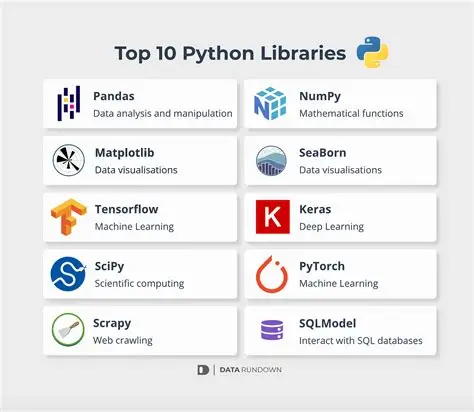 Top 10 Python Libraries
Pandas
Data analysis and manipulation
NumPy
Mathematical functions
Matplotlib
Data visualisations
SeaBorn
Data visualisations
Tensorflow
Machine Learning
K
Keras
Deep Learning
SciPy
Scientific computing
PyTorch
Machine Learning
Scrapy
Web crawling
SQLModel
Interact with SQL databases
DATA RUNDOWN